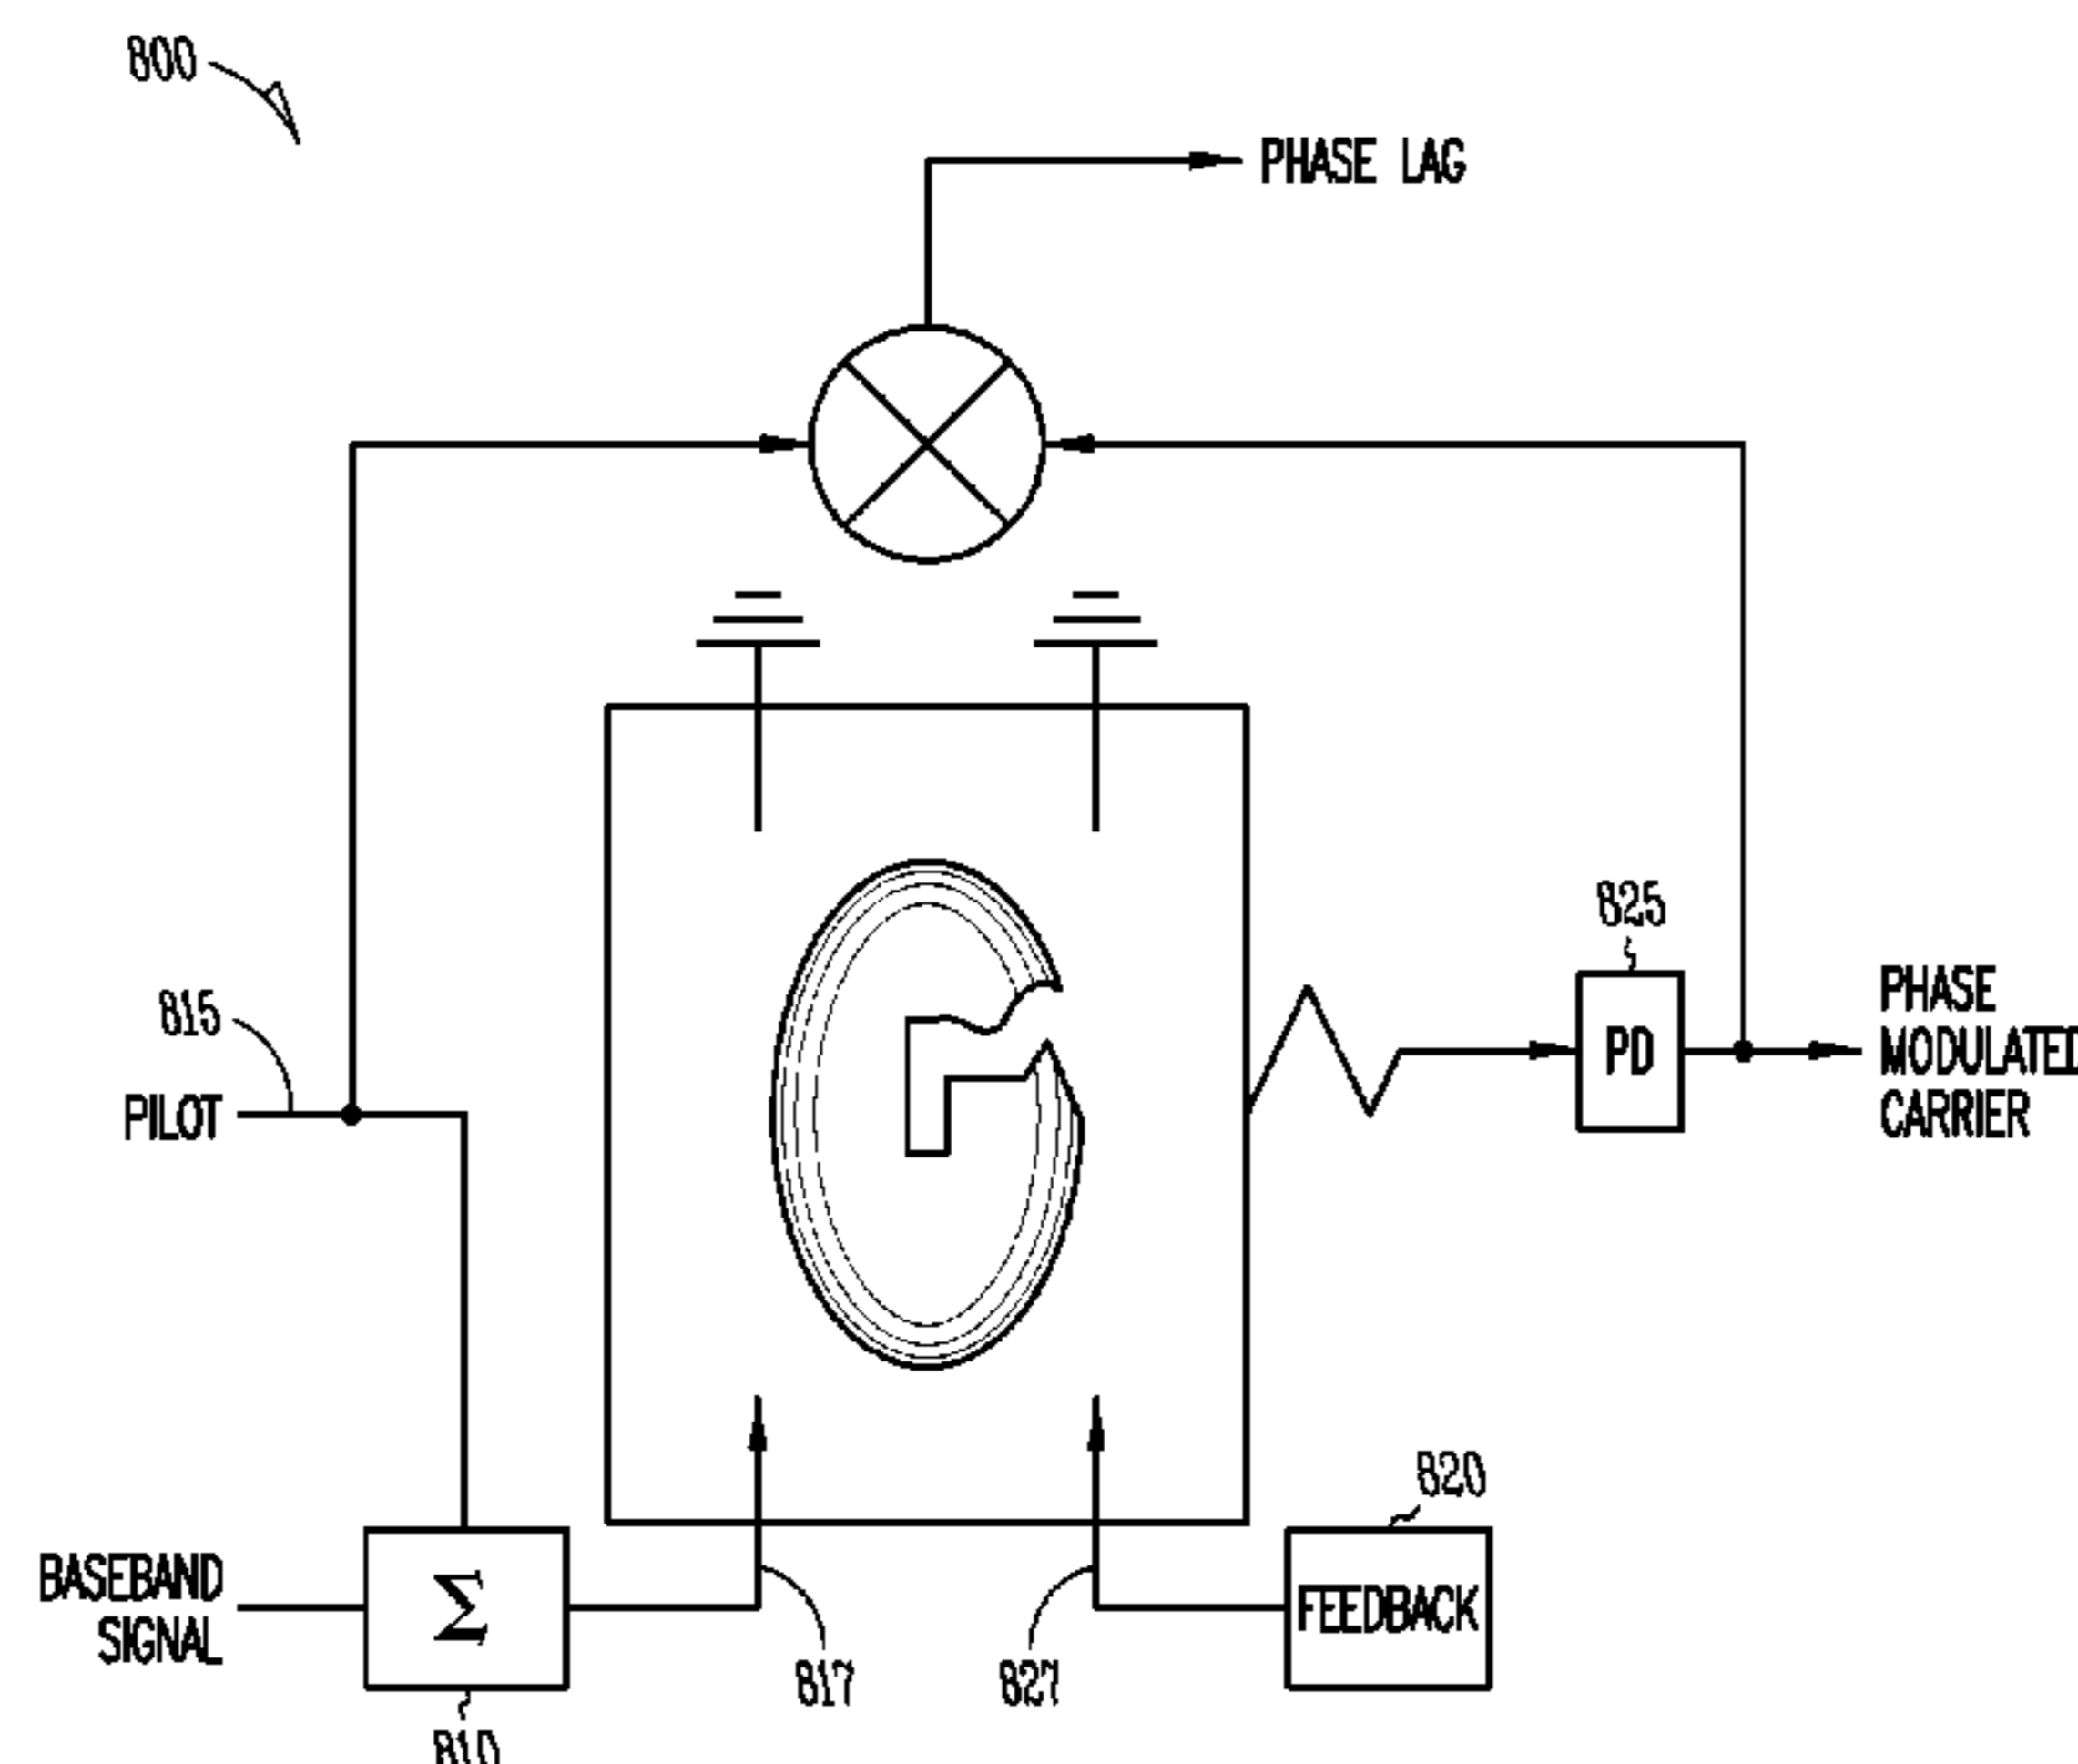 800
PHASE LAG
825
PD
PHASE
MODULATED
CARRIER
815
PILOT
820
FEEDBACK
BASEBAND
SIGNAL
Σ
817
827
810